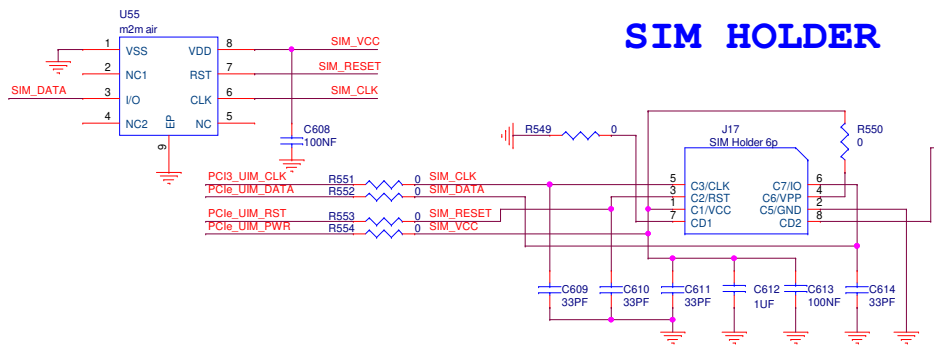 U55
m2m air
SIM HOLDER
1 VSS VDD 8 SIM_VCC
2 NC1 RST 7 SIM_RESET
SIM_DATA 3 I/O CLK 6 SIM_CLK
4 NC2 NC 5
EP
9
C608
100NF
R549 0
J17
SIM Holder 6p
R550
0
PCI3_UIM_CLK R551 0 SIM_CLK
PCIe_UIM_DATA R552 0 SIM_DATA
PCIe_UIM_RST R553 0 SIM_RESET
PCIe_UIM_PWR R554 0 SIM_VCC
5 C3/CLK C7/IO 6
3 C2/RST C6/VPP 4
1 C1/VCC C5/GND 2
7 CD1 CD2 8
C609
33PF
C610
33PF
C611
33PF
C612
1UF
C613
100NF
C614
33PF